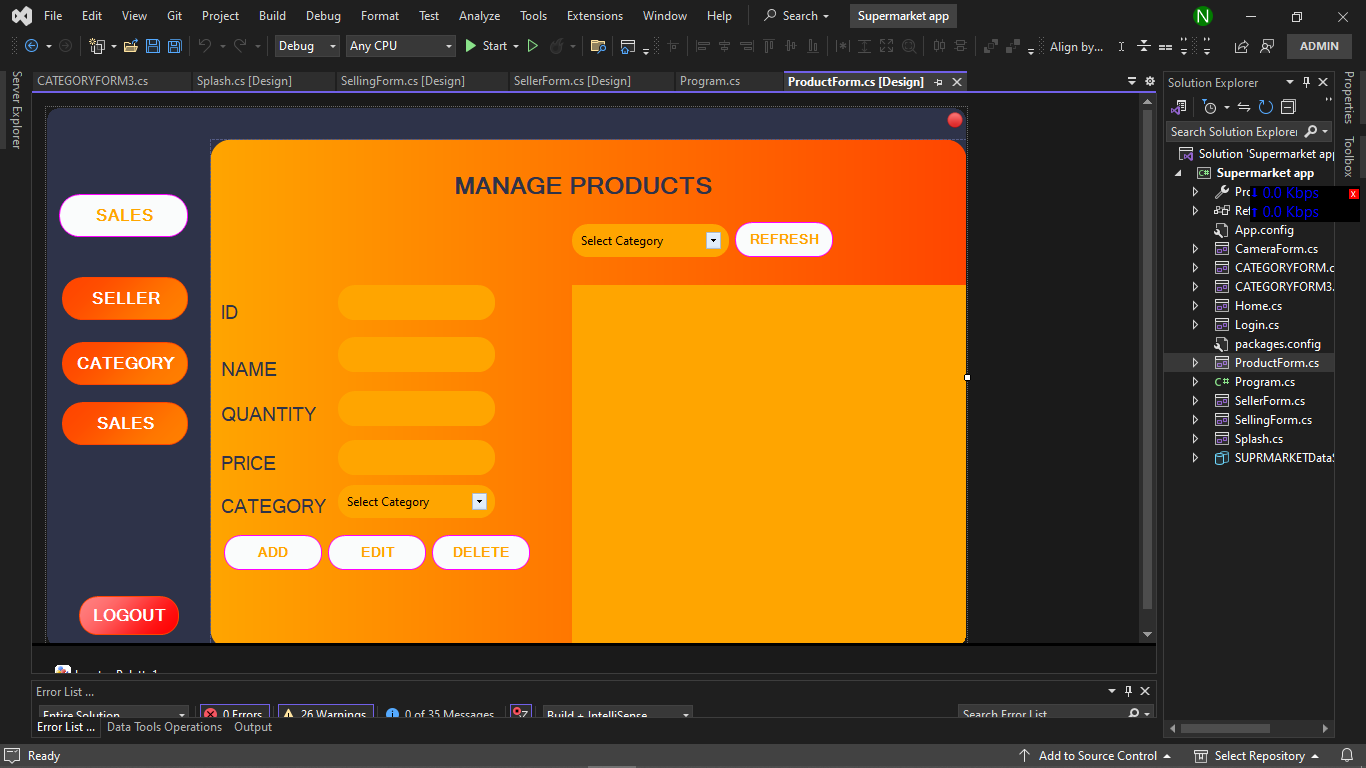 File Edit View Git Project Build Debug Format Test Analyze Tools Extensions Window Help Search Supermarket app N
Debug Any CPU Start Align by... ADMIN
CATEGORYFORM3.cs Splash.cs [Design] SellingForm.cs [Design] SellerForm.cs [Design] Program.cs ProductForm.cs [Design]
Server Explorer
MANAGE PRODUCTS
Select Category REFRESH
SALES
SELLER
CATEGORY
SALES
LOGOUT
ID
NAME
QUANTITY
PRICE
CATEGORY Select Category
ADD EDIT DELETE
Solution Explorer
Search Solution Explorer
Solution 'Supermarket app
C# Supermarket app
0.0 Kbps
0.0 Kbps
App.config
CameraForm.cs
CATEGORYFORM.c
CATEGORYFORM3.
Home.cs
Login.cs
packages.config
ProductForm.cs
C# Program.cs
SellerForm.cs
SellingForm.cs
Splash.cs
SUPRMARKETData
Properties
Toolbox
Error List ...
Entire Solution 0 Errors 26 Warnings 0 of 35 Messages Build + IntelliSense Search Error List
Error List ... Data Tools Operations Output
Ready Add to Source Control Select Repository